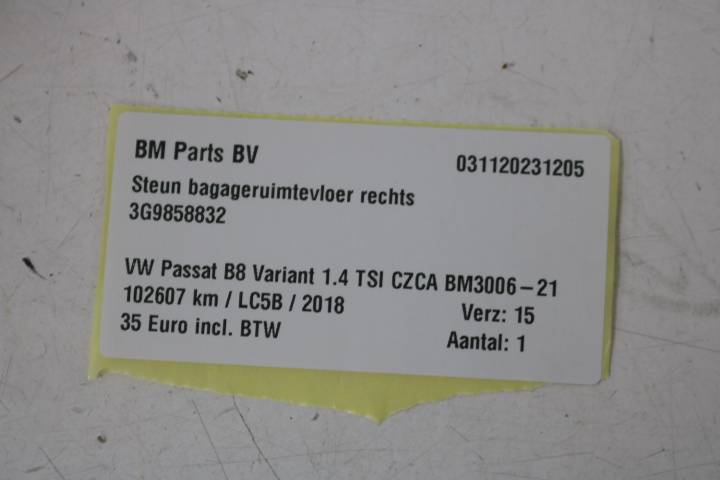 BM Parts BV
031120231205
Steun bagageruimtevloer rechts
3G9858832
VW Passat B8 Variant 1.4 TSI CZCA BM3006-21
102607 km / LC5B / 2018
Verz: 15
35 Euro incl. BTW
Aantal: 1